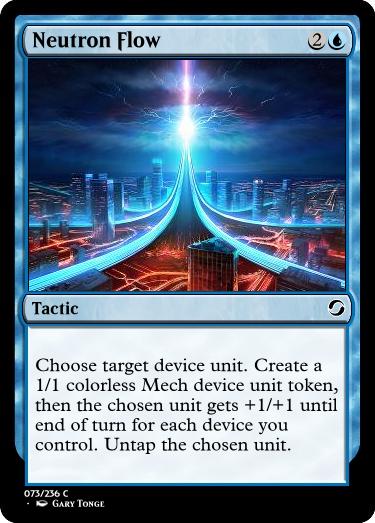 Neutron Flow 2
Tactic
Choose target device unit. Create a
1/1 colorless Mech device unit token,
then the chosen unit gets +1/+1 until
end of turn for each device you
control. Untap the chosen unit.
073/236 C
· Gary Tonge